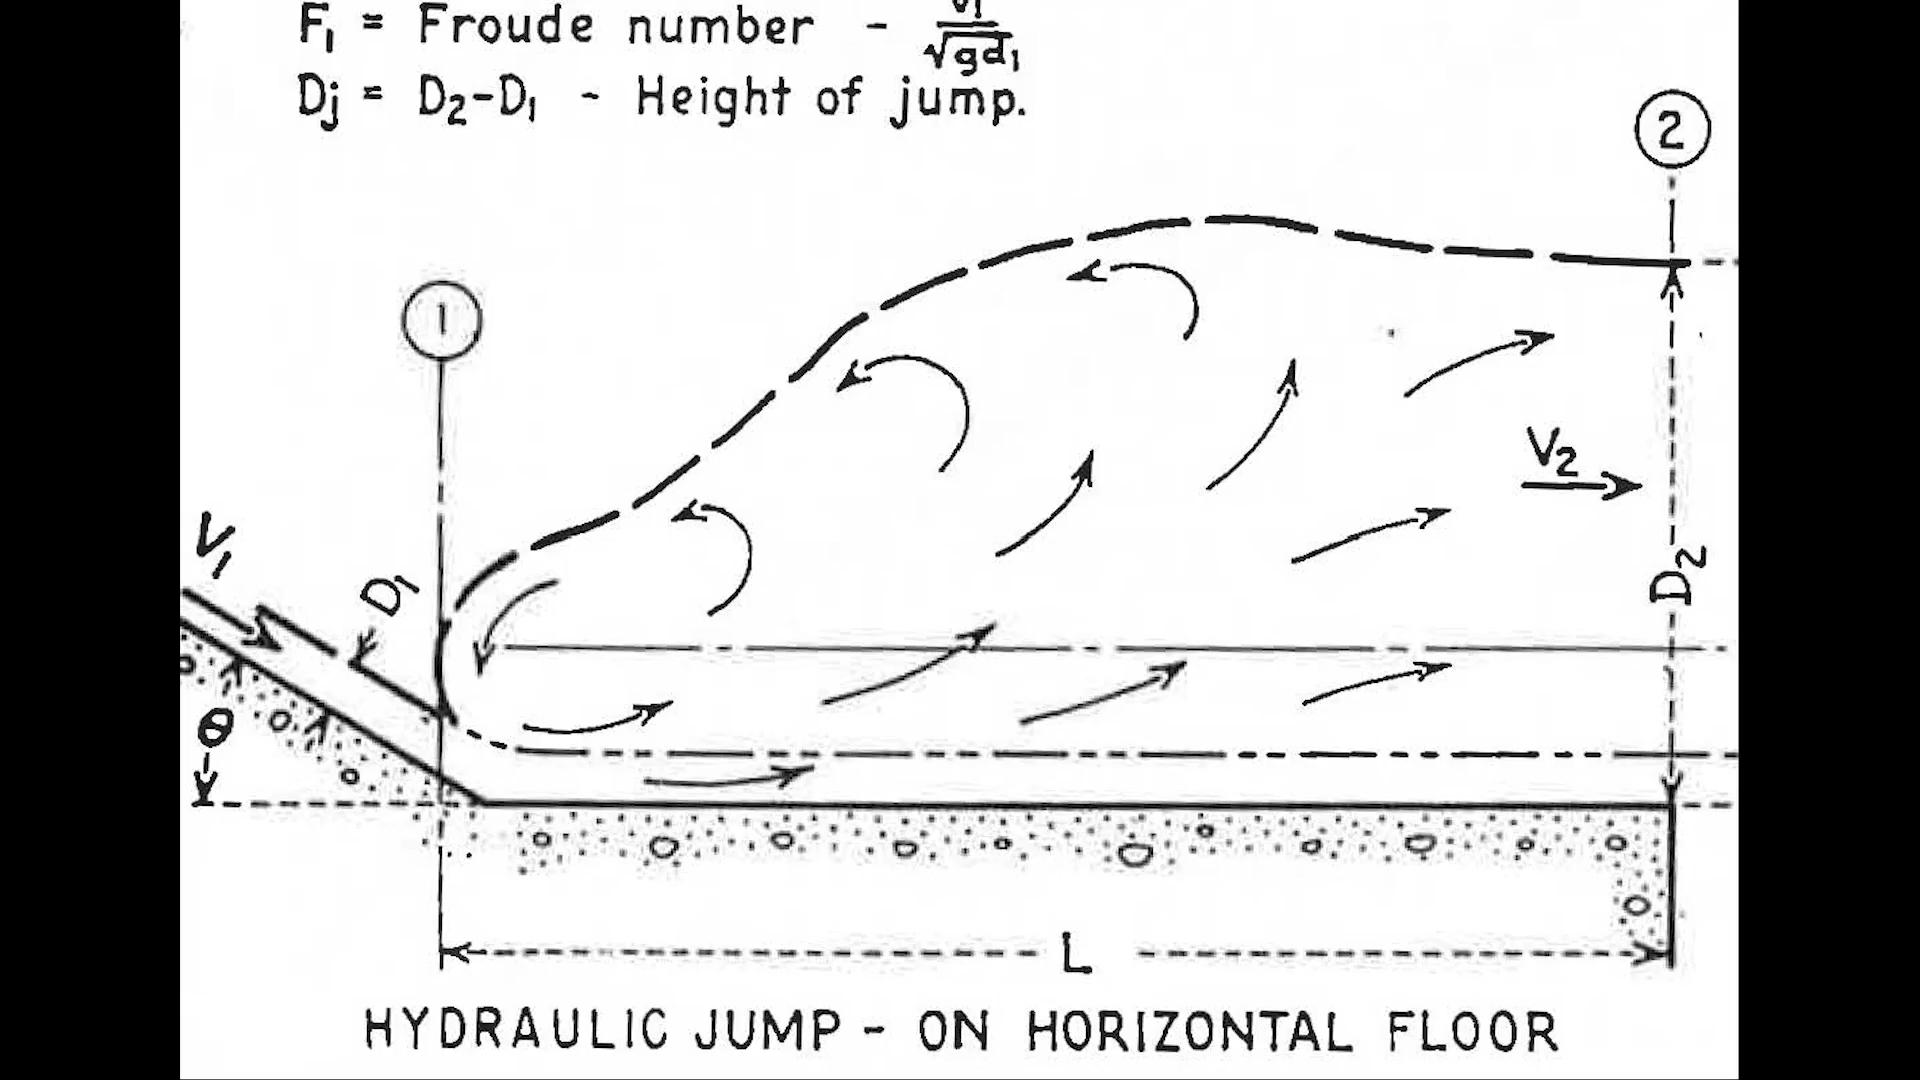 F₁ = Froude number - V₁/√gd₁
Dj = D₂-D₁ - Height of jump.
2
1
V₁
D₁
V₂
D₂
θ
L
HYDRAULIC JUMP - ON HORIZONTAL FLOOR